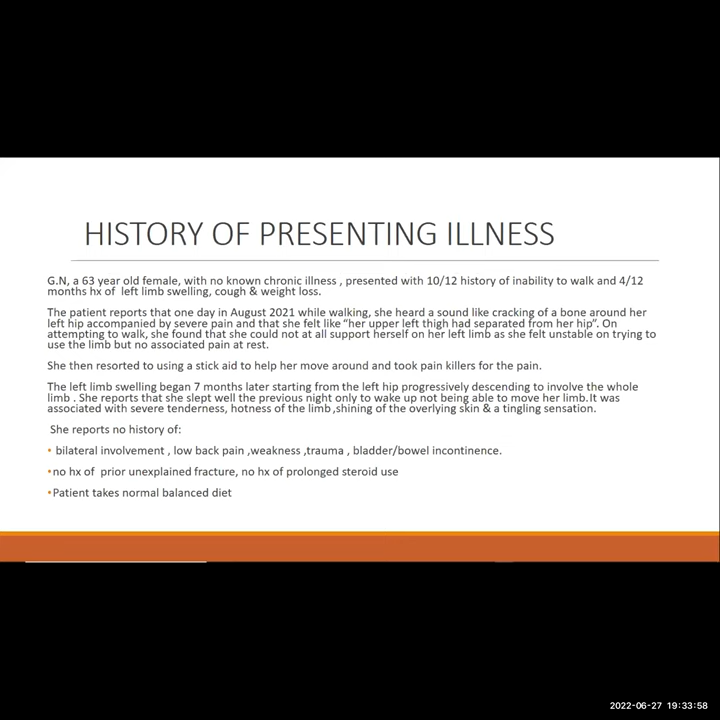 HISTORY OF PRESENTING ILLNESS
G.N, a 63 year old female, with no known chronic illness , presented with 10/12 history of inability to walk and 4/12
months hx of left limb swelling, cough & weight loss.
The patient reports that one day in August 2021 while walking, she heard a sound like cracking of a bone around her
left hip accompanied by severe pain and that she felt like “her upper left thigh had separated from her hip”. On
attempting to walk, she found that she could not at all support herself on her left limb as she felt unstable on trying to
use the limb but no associated pain at rest.
She then resorted to using a stick aid to help her move around and took pain killers for the pain.
The left limb swelling began 7 months later starting from the left hip progressively descending to involve the whole
limb . She reports that she slept well the previous night only to wake up not being able to move her limb.It was
associated with severe tenderness, hotness of the limb ,shining of the overlying skin & a tingling sensation.
She reports no history of:
• bilateral involvement , low back pain ,weakness ,trauma , bladder/bowel incontinence.
•no hx of prior unexplained fracture, no hx of prolonged steroid use
•Patient takes normal balanced diet
2022-06-27 19:33:58